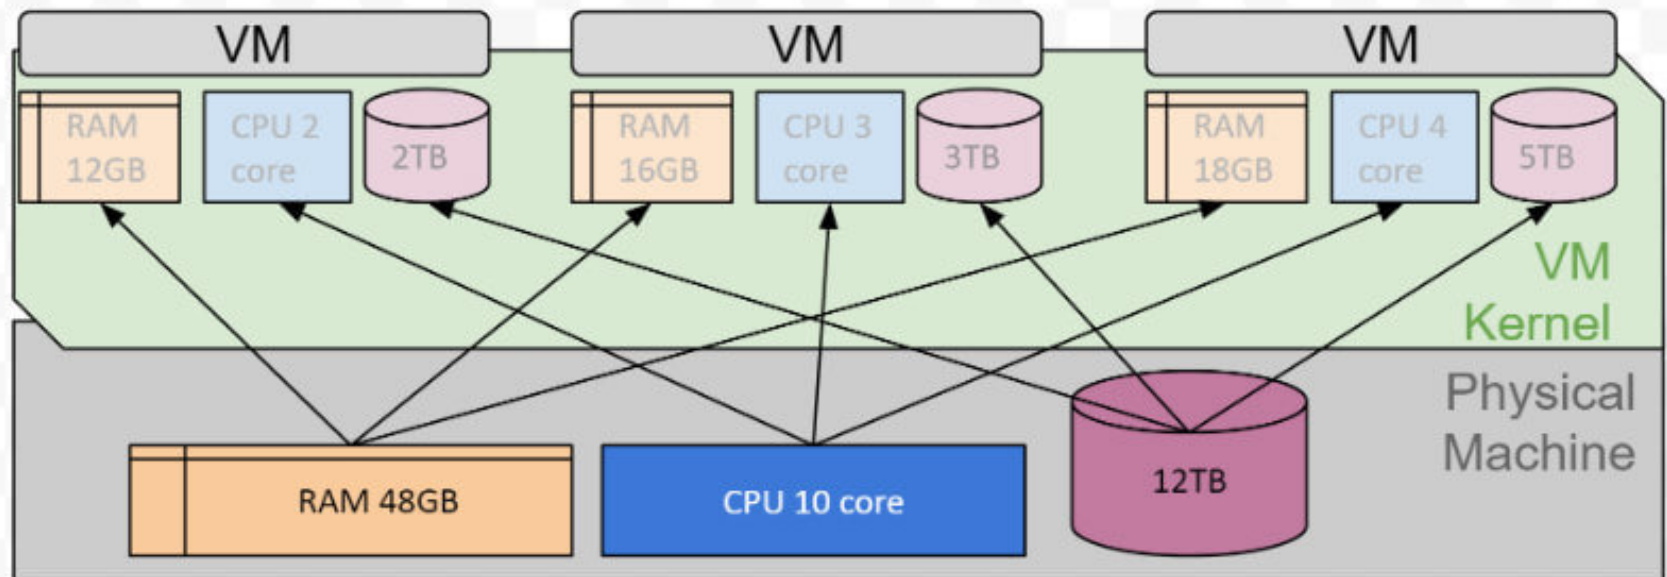 VM
VM
VM
RAM
12GB
CPU 2
core
2TB
RAM
16GB
CPU 3
core
3TB
RAM
18GB
CPU 4
core
5TB
VM
Kernel
Physical
Machine
RAM 48GB
CPU 10 core
12TB